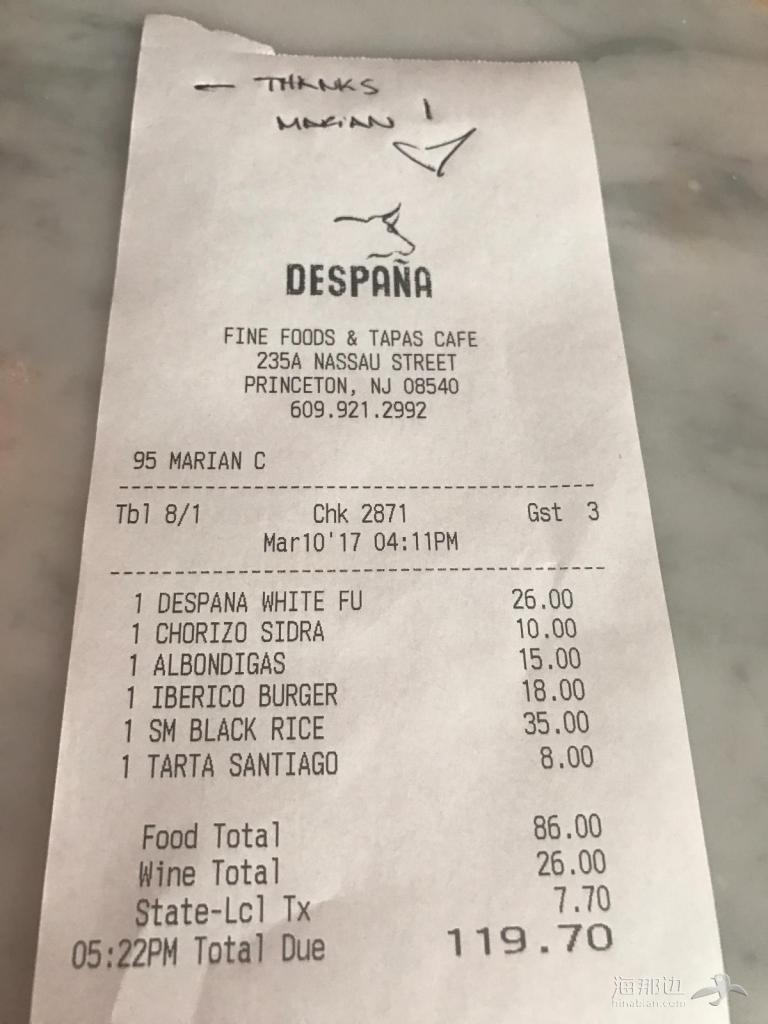 - THANKS
MARIAN !
DESPAÑA
FINE FOODS & TAPAS CAFE
235A NASSAU STREET
PRINCETON, NJ 08540
609.921.2992
95 MARIAN C
Tbl 8/1 Chk 2871 Gst 3
Mar10'17 04:11PM
1 DESPANA WHITE FU 26.00
1 CHORIZO SIDRA 10.00
1 ALBONDIGAS 15.00
1 IBERICO BURGER 18.00
1 SM BLACK RICE 35.00
1 TARTA SANTIAGO 8.00
Food Total 86.00
Wine Total 26.00
State-Lcl Tx 7.70
05:22PM Total Due 119.70
海那边
hinabian.com